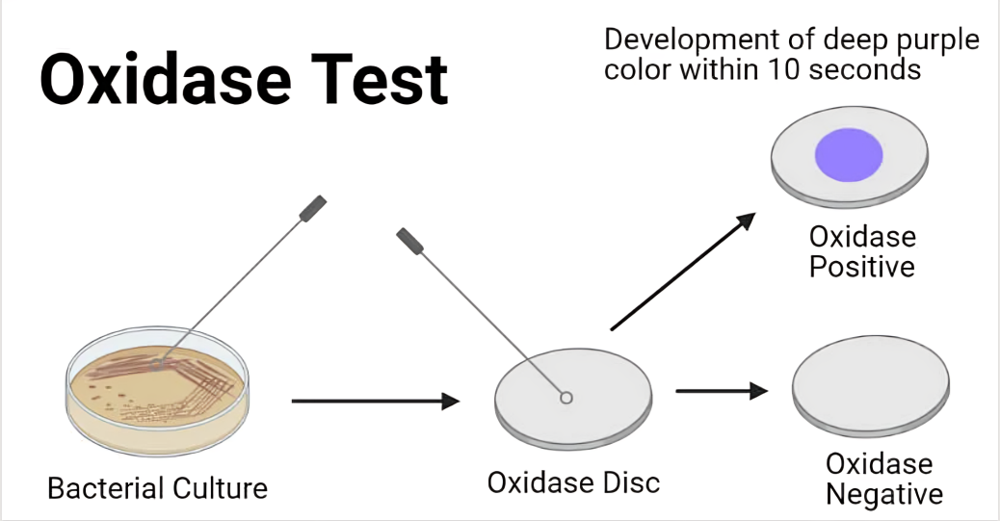 Oxidase Test
Development of deep purple
color within 10 seconds
Oxidase
Positive
Bacterial Culture
Oxidase Disc
Oxidase
Negative